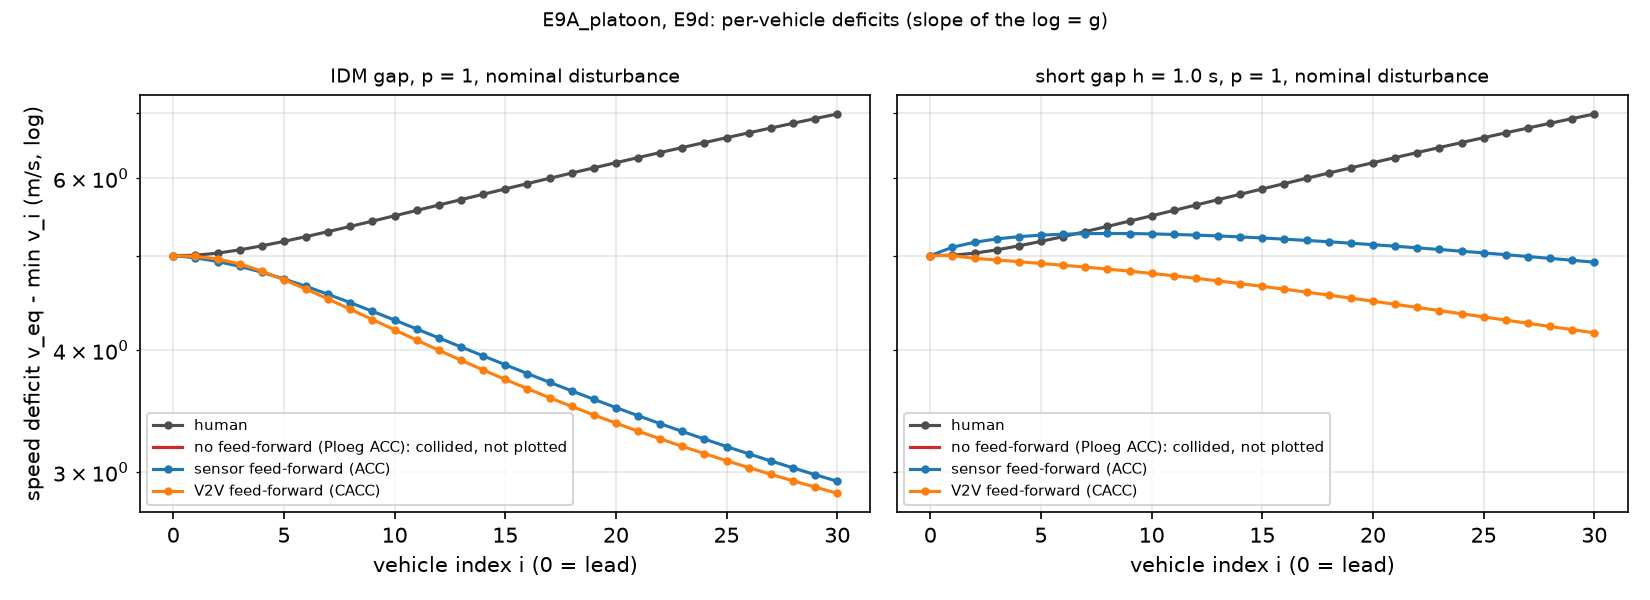 E9A_platoon, E9d: per-vehicle deficits (slope of the log = g)
IDM gap, p = 1, nominal disturbance
speed deficit v_eq - min v_i (m/s, log)
6 × 10⁰
4 × 10⁰
3 × 10⁰
human
no feed-forward (Ploeg ACC): collided, not plotted
sensor feed-forward (ACC)
V2V feed-forward (CACC)
0 5 10 15 20 25 30
vehicle index i (0 = lead)
short gap h = 1.0 s, p = 1, nominal disturbance
human
no feed-forward (Ploeg ACC): collided, not plotted
sensor feed-forward (ACC)
V2V feed-forward (CACC)
0 5 10 15 20 25 30
vehicle index i (0 = lead)